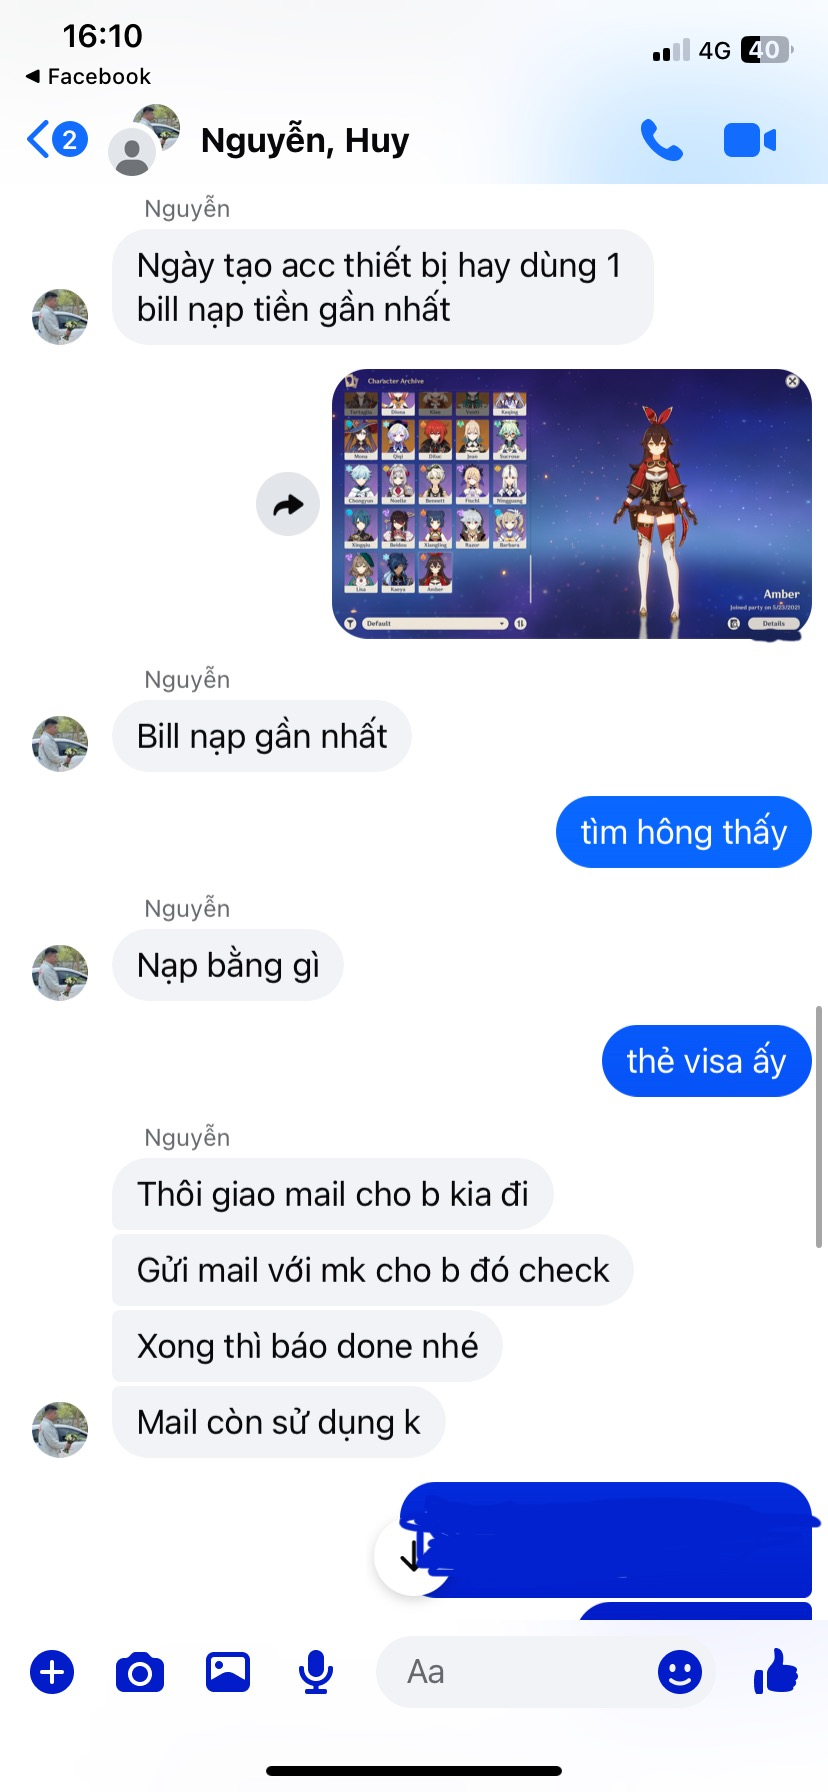 16:10
4G 40
Facebook
2
Nguyễn, Huy
Nguyễn
Ngày tạo acc thiết bị hay dùng 1
bill nạp tiền gần nhất
Character Archive
Tartaglia Diona Klee Venti Keqing
Mona Qiqi Diluc Jean Sucrose
Chongyun Noelle Bennett Fischl Ningguang
Xingqiu Beidou Xiangling Razor Barbara
Lisa Kaeya Amber
Amber
Joined party on 5/23/2021
Default
Details
Nguyễn
Bill nạp gần nhất
tìm hông thấy
Nguyễn
Nạp bằng gì
thẻ visa ấy
Nguyễn
Thôi giao mail cho b kia đi
Gửi mail với mk cho b đó check
Xong thì báo done nhé
Mail còn sử dụng k
Aa